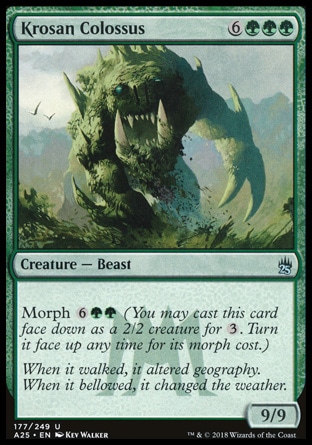 Krosan Colossus 6
Creature — Beast
25
Morph 6 (You may cast this card
face down as a 2/2 creature for 3. Turn
it face up any time for its morph cost.)
When it walked, it altered geography.
When it bellowed, it changed the weather.
9/9
177/249 U
A25 • EN Key Walker
™ & © 2018 Wizards of the Coast